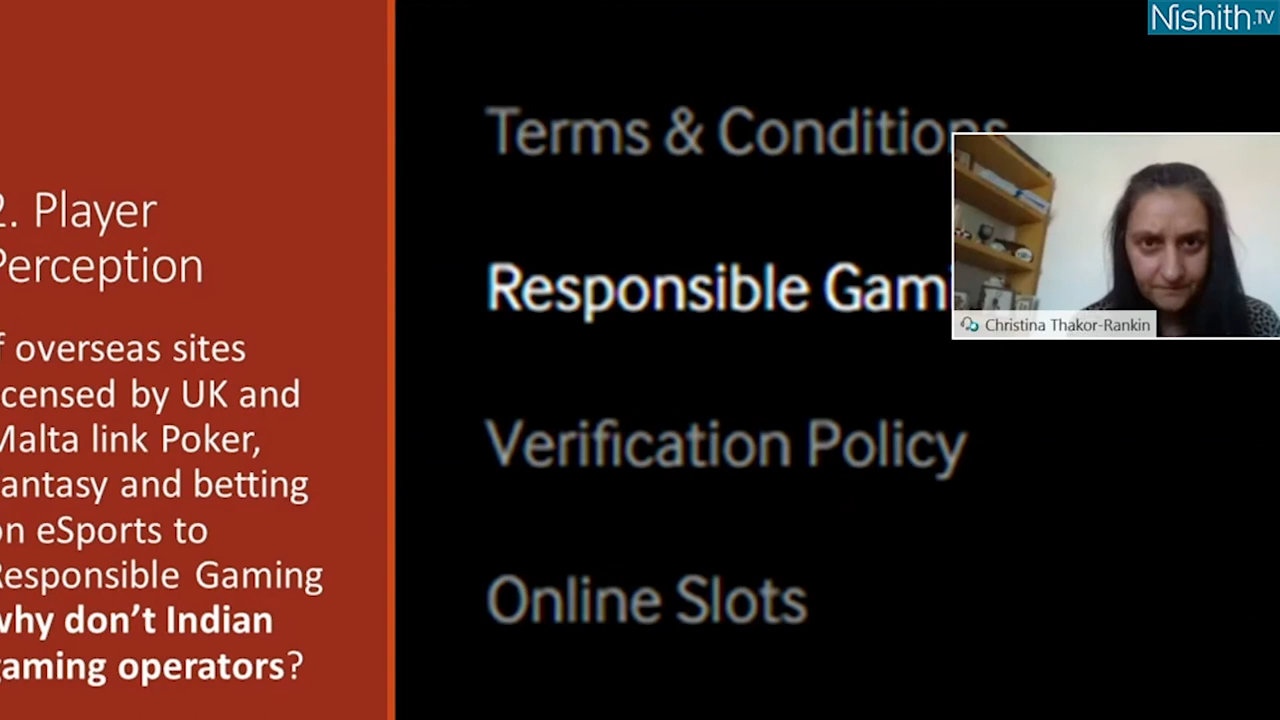 Nishith.TV
2. Player
Perception
f overseas sites
censed by UK and
Malta link Poker,
antasy and betting
on eSports to
Responsible Gaming
why don't Indian
gaming operators?
Terms & Conditions
Responsible Gami
Verification Policy
Online Slots
Christina Thakor-Rankin